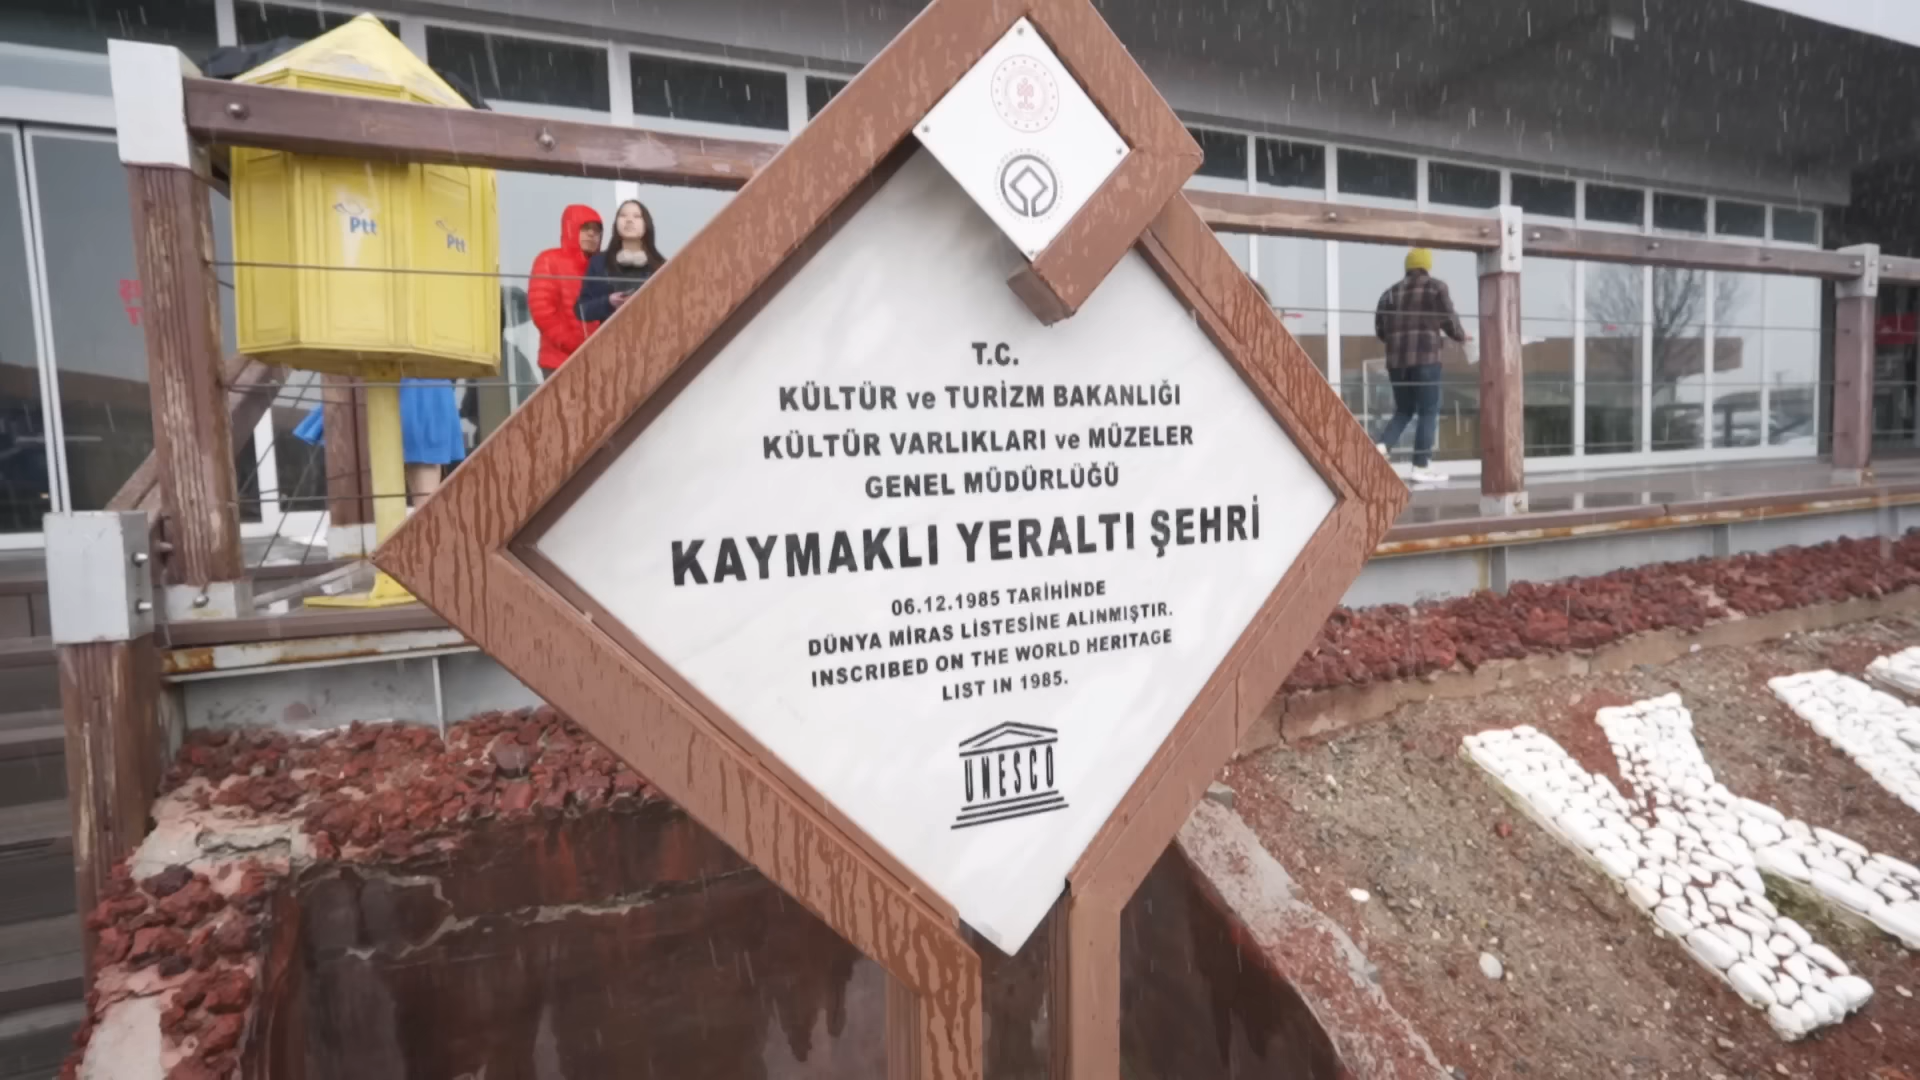 T.C.
KÜLTÜR ve TURİZM BAKANLIĞI
KÜLTÜR VARLIKLARI ve MÜZELER
GENEL MÜDÜRLÜĞÜ
KAYMAKLI YERALTI ŞEHRİ
06.12.1985 TARİHİNDE
DÜNYA MİRAS LİSTESİNE ALINMIŞTIR.
INSCRIBED ON THE WORLD HERITAGE
LIST IN 1985.
UNESCO
Ptt
Ptt